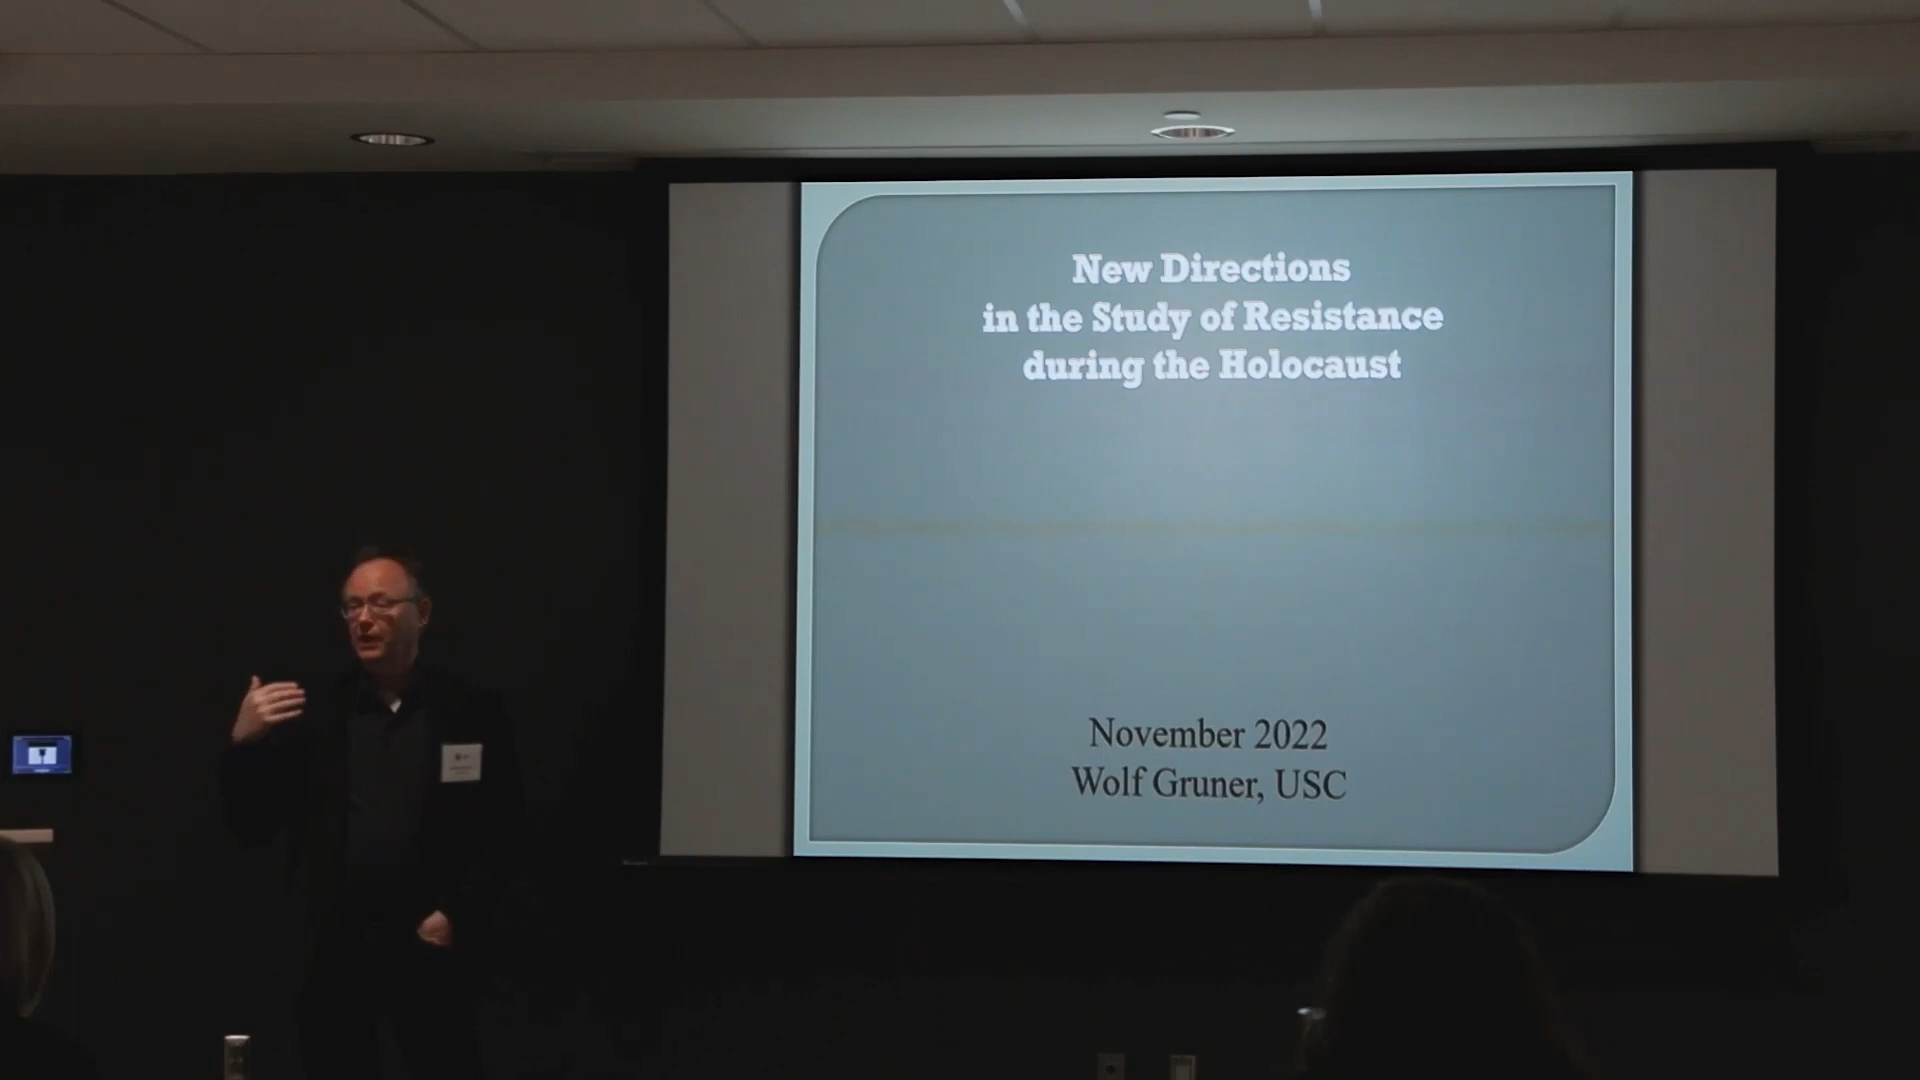 New Directions
in the Study of Resistance
during the Holocaust
November 2022
Wolf Gruner, USC